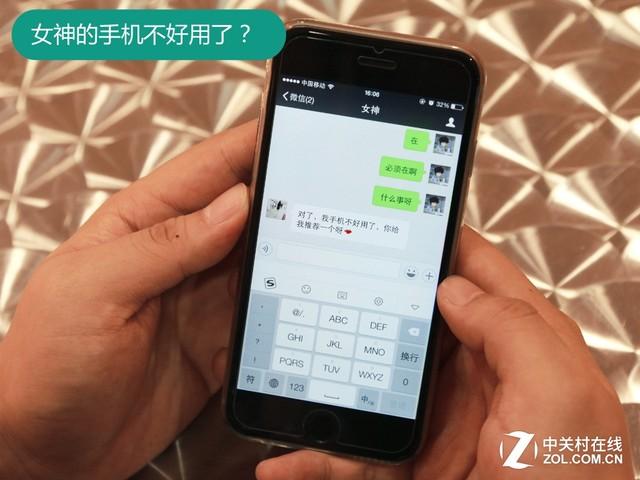 女神的手机不好用了？
中国移动
16:06
32%
微信(2)
女神
在
必须在啊
什么事呀
对了，我手机不好用了，你给
我推荐一个呀
S
@/.
ABC
DEF
GHI
JKL
MNO
换行
PQRS
TUV
WXYZ
0
符
123
中/
?
!
Z
中关村在线
ZOL.COM.CN